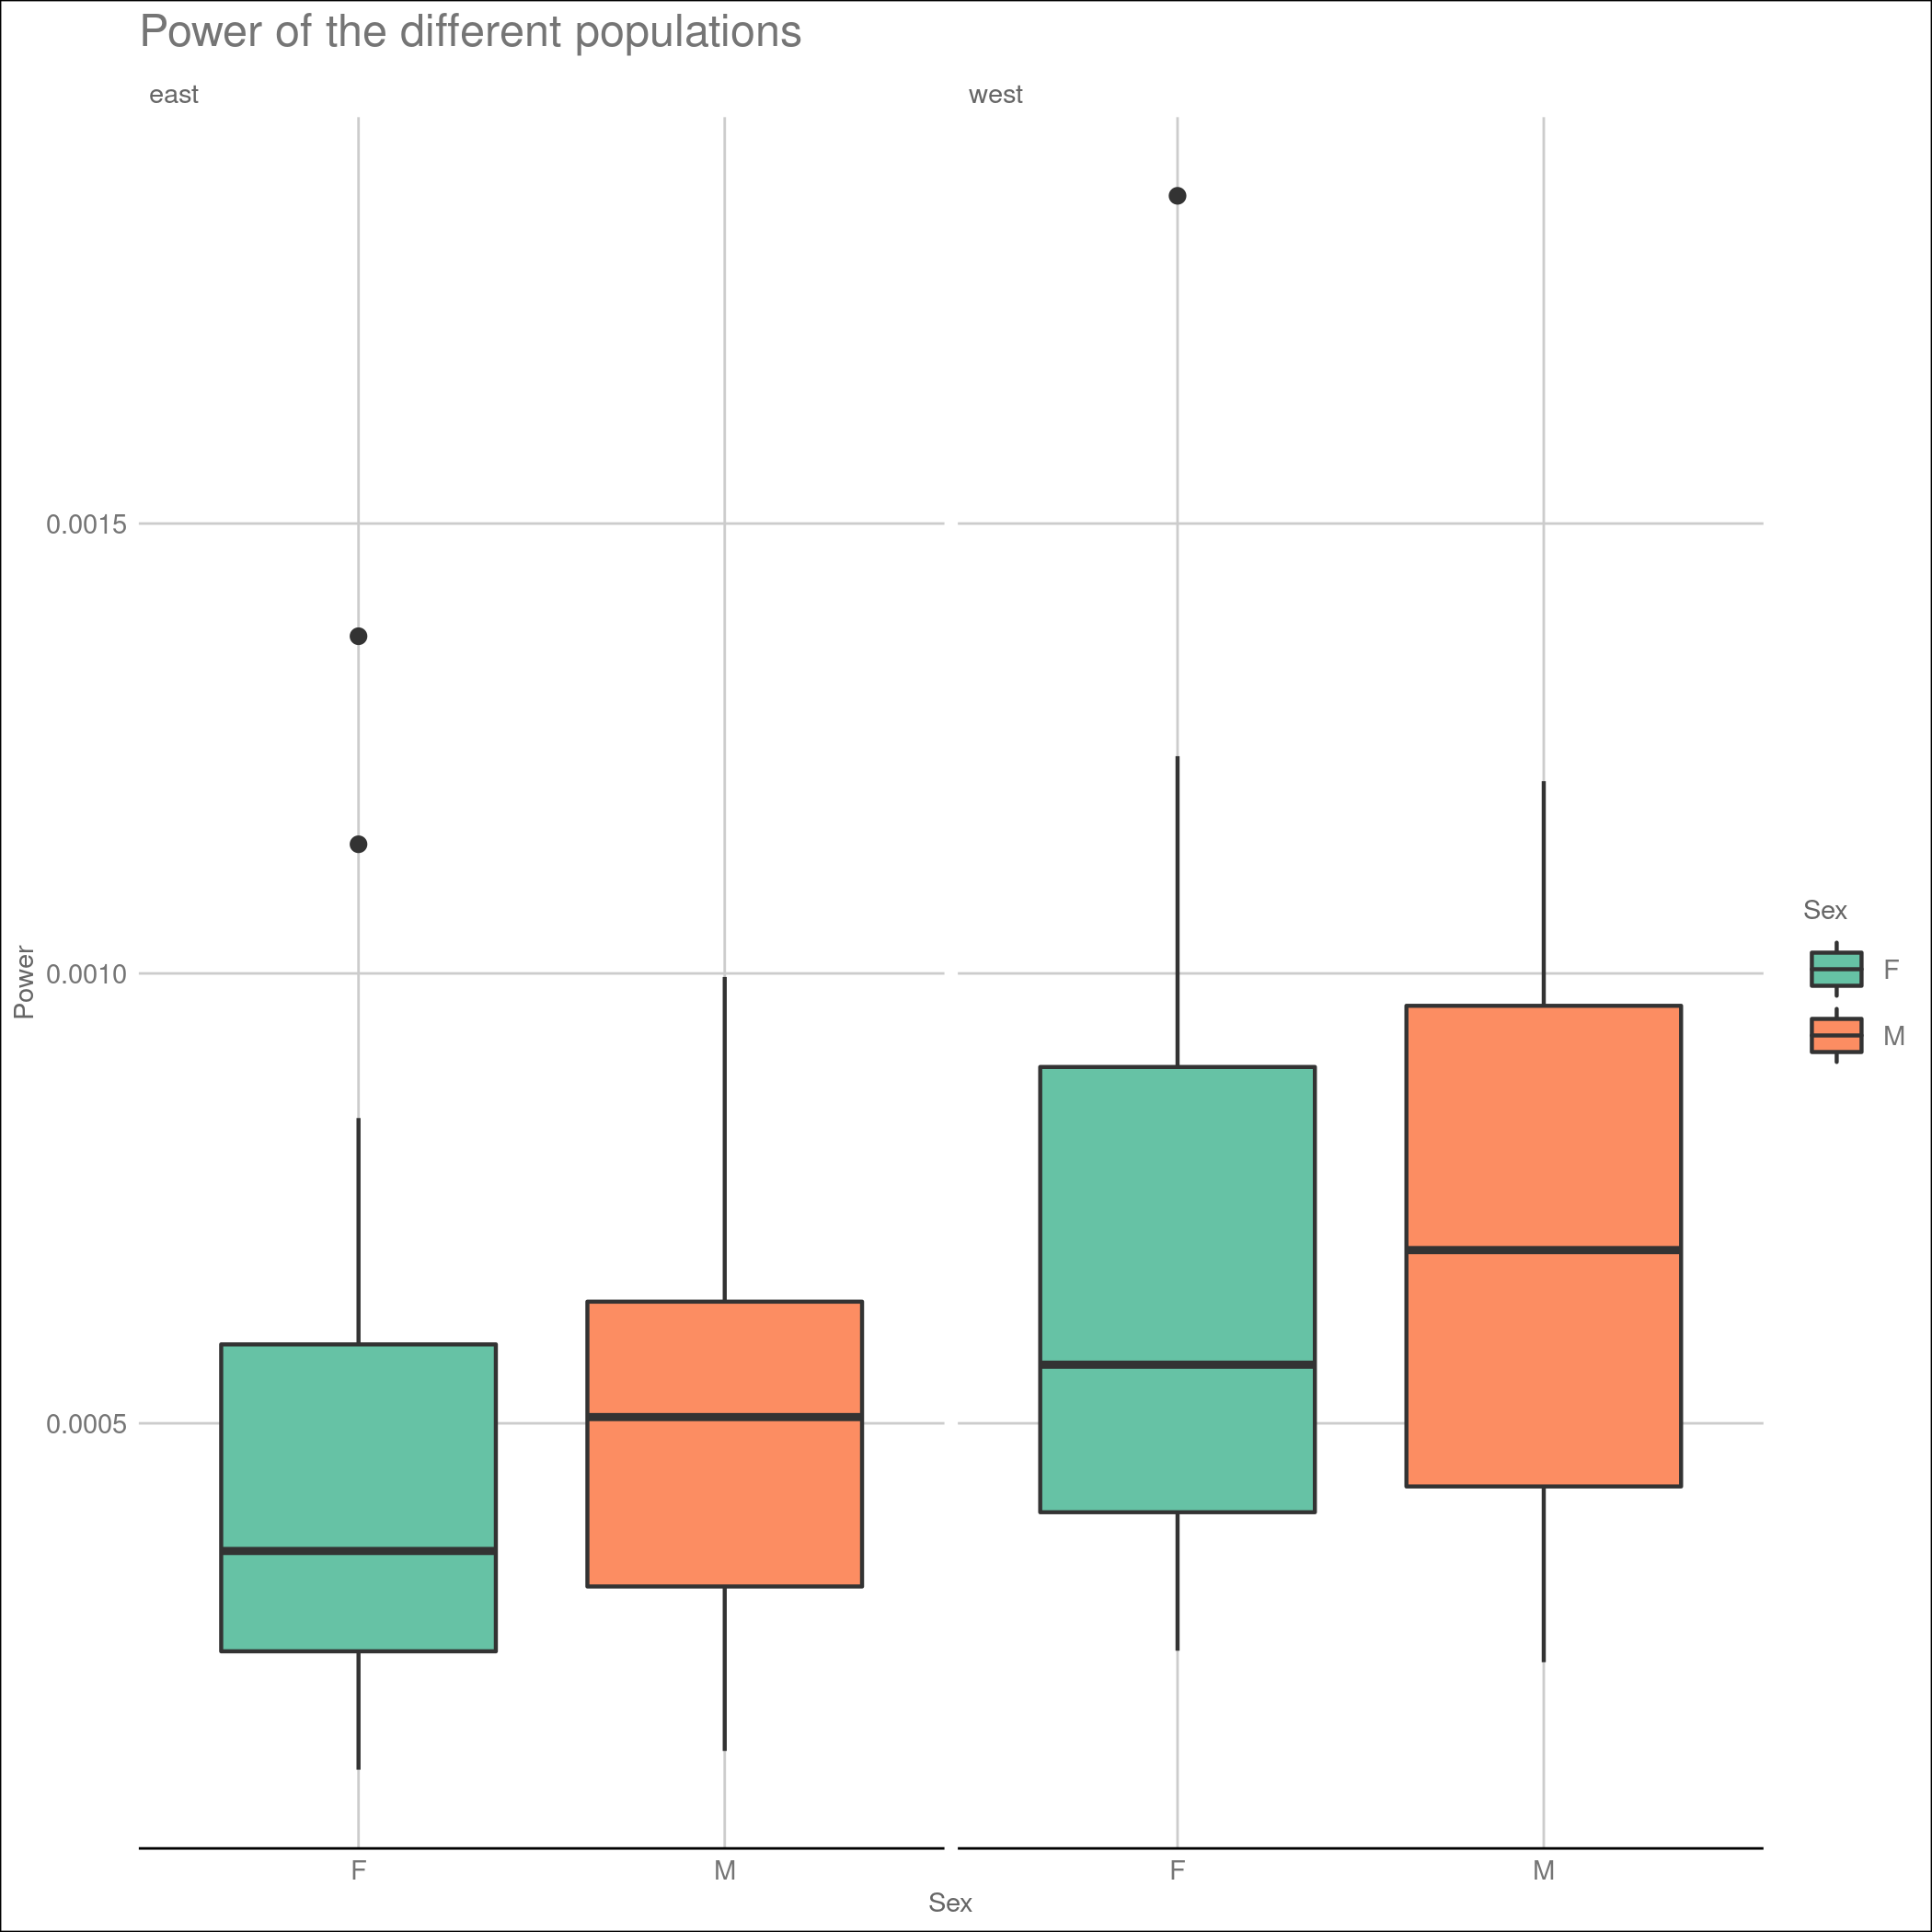 Power of the different populations
east
west
0.0015
0.0010
0.0005
Power
F
M
F
M
Sex
Sex
F
M